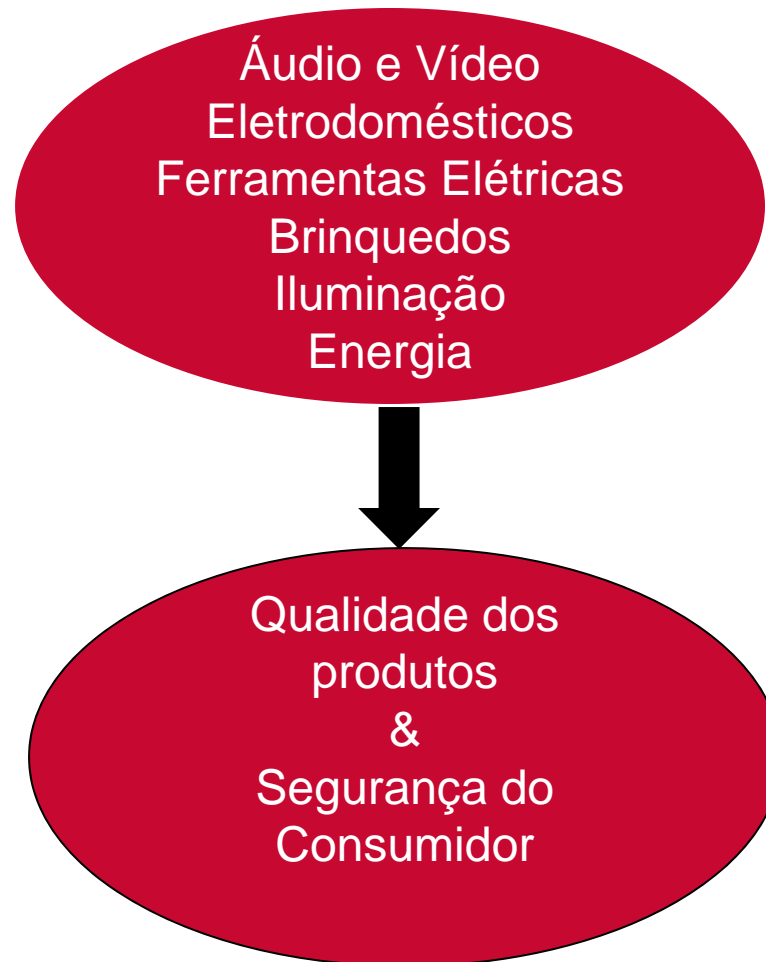 Áudio e Vídeo
Eletrodomésticos
Ferramentas Elétricas
Brinquedos
Iluminação
Energia
Qualidade dos
produtos
&
Segurança do
Consumidor